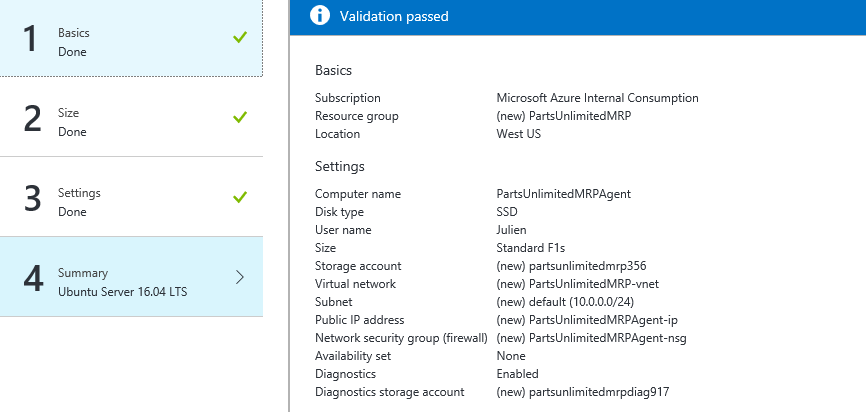 1
Basics
Done
2
Size
Done
3
Settings
Done
4
Summary
Ubuntu Server 16.04 LTS
Validation passed
Basics
Subscription Microsoft Azure Internal Consumption
Resource group (new) PartsUnlimitedMRP
Location West US
Settings
Computer name PartsUnlimitedMRPAgent
Disk type SSD
User name Julien
Size Standard F1s
Storage account (new) partsunlimitedmrp356
Virtual network (new) PartsUnlimitedMRP-vnet
Subnet (new) default (10.0.0.0/24)
Public IP address (new) PartsUnlimitedMRPAgent-ip
Network security group (firewall) (new) PartsUnlimitedMRPAgent-nsg
Availability set None
Diagnostics Enabled
Diagnostics storage account (new) partsunlimitedmrpdiag917